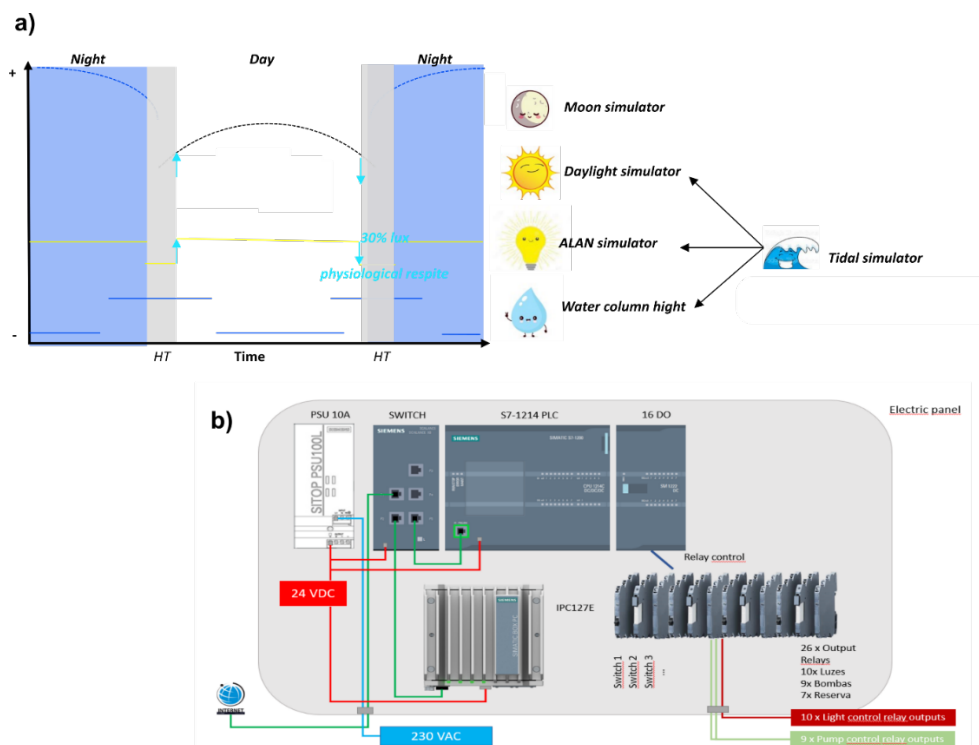 a)
Night
Day
Night
+
Moon simulator
Daylight simulator
ALAN simulator
30% lux
Tidal simulator
physiological respite
Water column hight
-
HT
Time
HT
b)
Electric panel
PSU 10A
SWITCH
S7-1214 PLC
16 DO
SIEMENS
SIEMENS
SITOP PSU100L
Relay control
24 VDC
SIEMENS
IPC127E
Switch 1
Switch 2
Switch 3
...
26 x Output
Relays
10x Luzes
9x Bombas
7x Reserva
INTERNET
230 VAC
10 x Light control relay outputs
9 x Pump control relay outputs